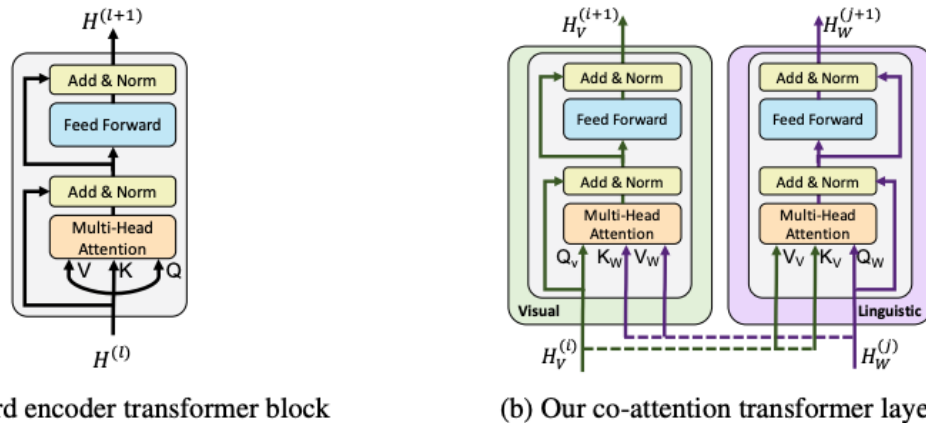 H^(l+1)
Add & Norm
Feed Forward
Add & Norm
Multi-Head
Attention
V K Q
H^(l)
H_V^(i+1)
Add & Norm
Feed Forward
Add & Norm
Multi-Head
Attention
Q_v K_W V_W
Visual
H_V^(i)
H_W^(j+1)
Add & Norm
Feed Forward
Add & Norm
Multi-Head
Attention
V_V K_V Q_W
Linguistic
H_W^(j)
rd encoder transformer block
(b) Our co-attention transformer laye